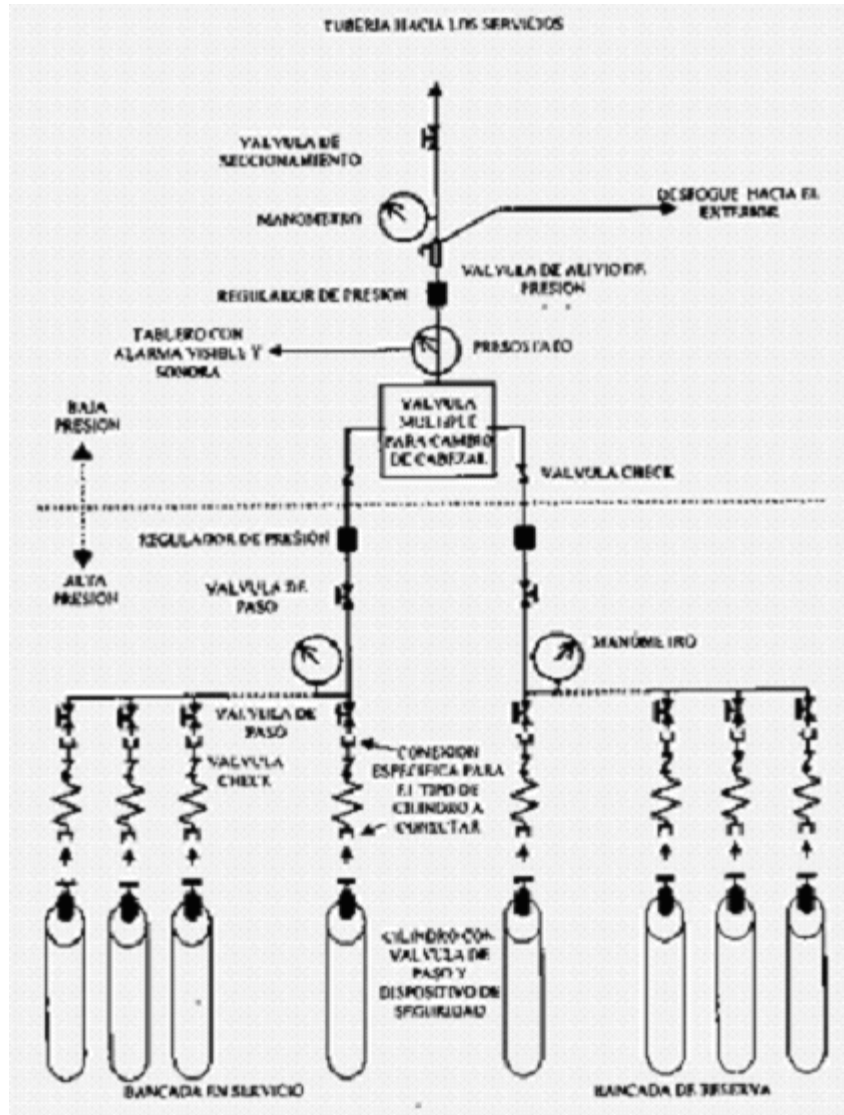 TUBERIA HACIA LOS SERVICIOS
VALVULA DE
SECCIONAMIENTO
DESFOGUE HACIA EL
EXTERIOR
MANOMETRO
VALVULA DE ALIVIO DE
PRESION
REGULADOR DE PRESION
TABLERO CON
ALARMA VISIBLE Y
SONORA
PRESOSTATO
BAJA
PRESION
VALVULA
MULTIPLE
PARA CAMBIO
DE CABEZAL
VALVULA CHECK
REGULADOR DE PRESIÓN
ALTA
PRESION
VALVULA DE
PASO
MANÓMETRO
VALVULA DE
PASO
VALVULA
CHECK
CONEXION
ESPECIFICA PARA
EL TIPO DE
CILINDRO A
CONECTAR
CILINDRO CON
VALVULA DE
PASO Y
DISPOSITIVO DE
SEGURIDAD
BANCADA EN SERVICIO
BANCADA DE RESERVA